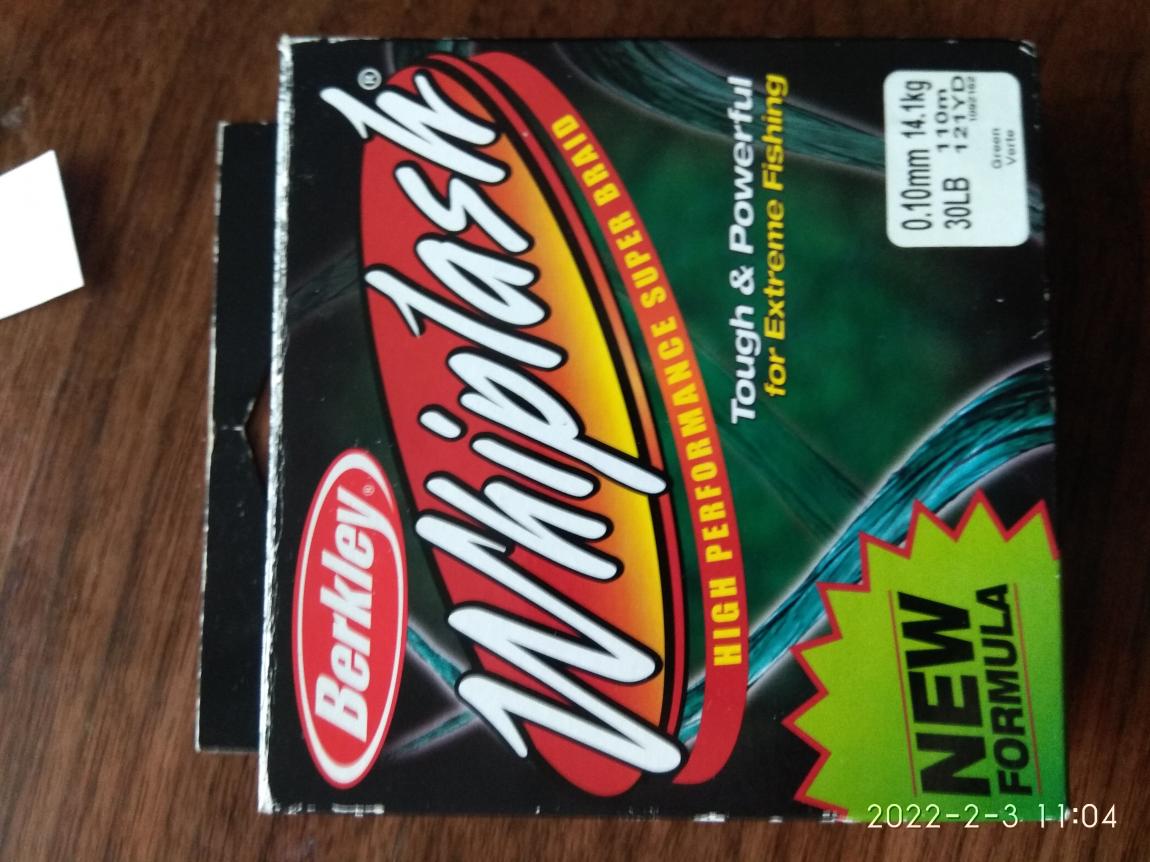 Berkley®
Whiplash®
HIGH PERFORMANCE SUPER BRAID
Tough & Powerful
for Extreme Fishing
NEW
FORMULA
0.10mm 14.1kg
30LB 110m
121YD
1092162
Green
Verte
2022-2-3 11:04